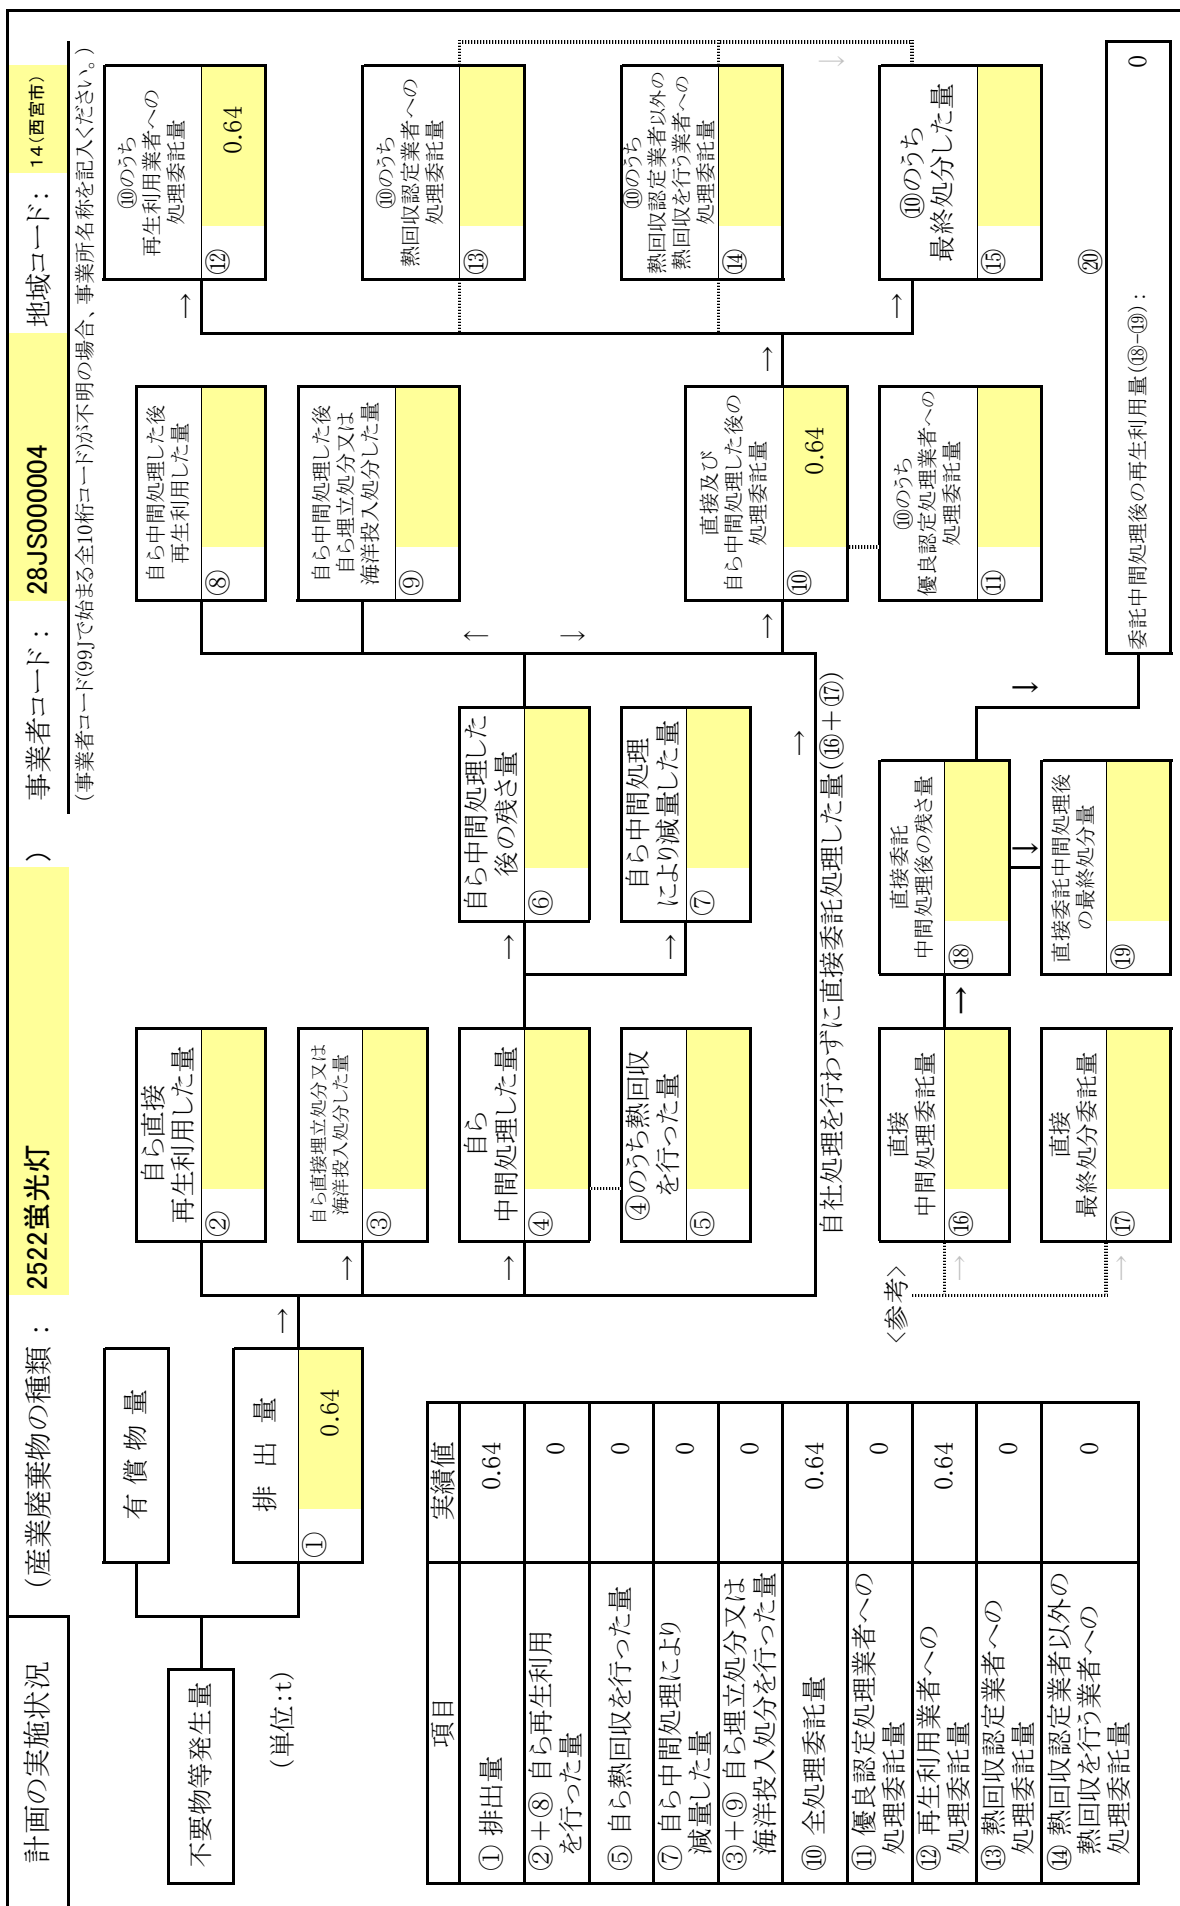 計画の実施状況
(産業廃棄物の種類：
2522蛍光灯
)
事業者コード：
28JS000004
地域コード：
14(西宮市)
(事業者コード(99Jで始まる全10桁コード)が不明の場合、事業所名称を記入ください。)
不要物等発生量
(単位:t)
有 償 物 量
排 出 量
①
0.64
→
自ら直接
再生利用した量
②
→
自ら直接埋立処分又は
海洋投入処分した量
③
→
自ら
中間処理した量
④
④のうち熱回収
を行った量
⑤
→
自ら中間処理した
後の残さ量
⑥
→
自ら中間処理
により減量した量
⑦
自ら中間処理した後
再生利用した量
⑧
自ら中間処理した後
自ら埋立処分又は
海洋投入処分した量
⑨
↑
↓
→
自社処理を行わずに直接委託処理した量(⑯＋⑰)
→
直接及び
自ら中間処理した後の
処理委託量
⑩
0.64
⑩のうち
優良認定処理業者への
処理委託量
⑪
→
→
⑩のうち
再生利用業者への
処理委託量
⑫
0.64
⑩のうち
熱回収認定業者への
処理委託量
⑬
⑩のうち
熱回収認定業者以外の
熱回収を行う業者への
処理委託量
⑭
↓
→
⑩のうち
最終処分した量
⑮
<参考>
→
直接
中間処理委託量
⑯
→
直接
最終処分委託量
⑰
→
直接委託
中間処理後の残さ量
⑱
↓
直接委託中間処理後
の最終処分量
⑲
↓
⑳
委託中間処理後の再生利用量(⑱-⑲)：
0
項目
実績値
① 排出量
0.64
②＋⑧ 自ら再生利用
を行った量
0
⑤ 自ら熱回収を行った量
0
⑦ 自ら中間処理により
減量した量
0
③＋⑨ 自ら埋立処分又は
海洋投入処分を行った量
0
⑩ 全処理委託量
0.64
⑪ 優良認定処理業者への
処理委託量
0
⑫ 再生利用業者への
処理委託量
0.64
⑬ 熱回収認定業者への
処理委託量
0
⑭ 熱回収認定業者以外の
熱回収を行う業者への
処理委託量
0